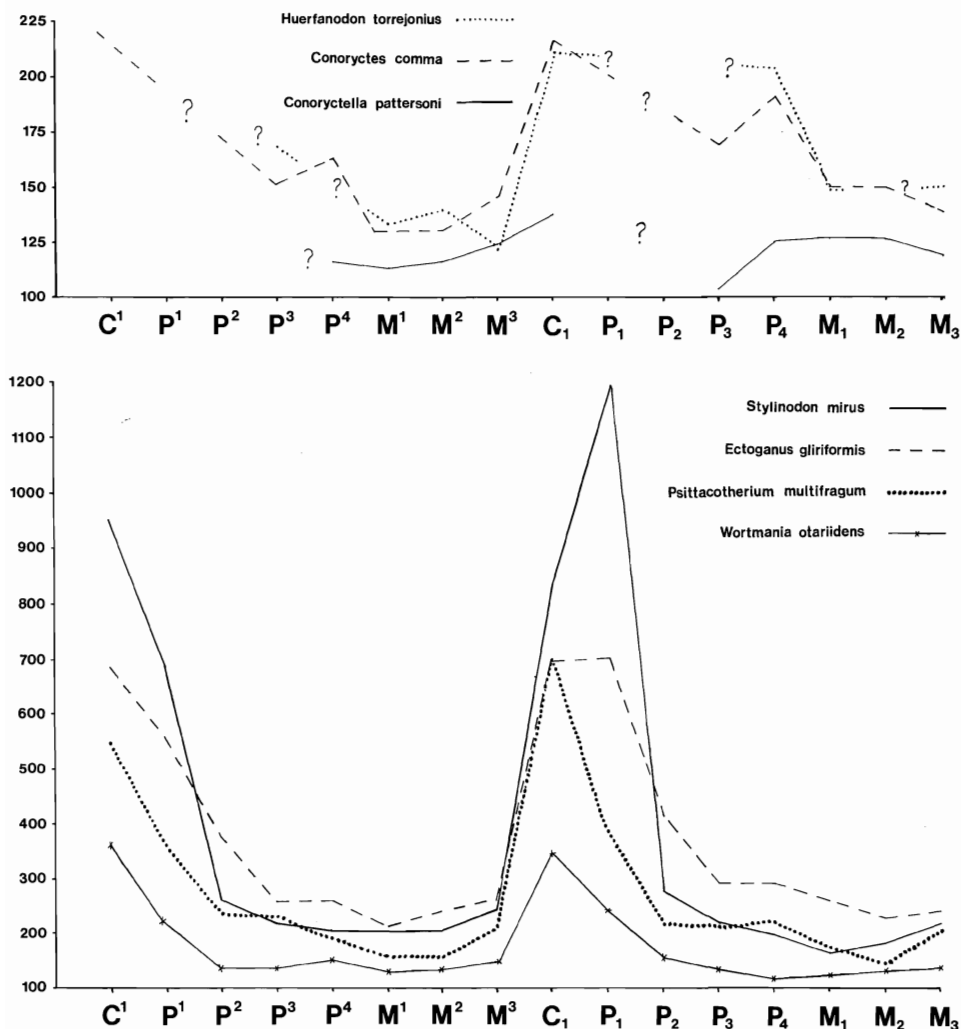 225
200
175
150
125
100
Huerfanodon torrejonius
Conoryctes comma
Conoryctella pattersoni
? ? ? ? ? ? ? ? ? ?
C¹ P¹ P² P³ P⁴ M¹ M² M³ C₁ P₁ P₂ P₃ P₄ M₁ M₂ M₃
1200
1100
1000
900
800
700
600
500
400
300
200
100
Stylinodon mirus
Ectoganus gliriformis
Psittacotherium multifragum
Wortmania otariidens
C¹ P¹ P² P³ P⁴ M¹ M² M³ C₁ P₁ P₂ P₃ P₄ M₁ M₂ M₃